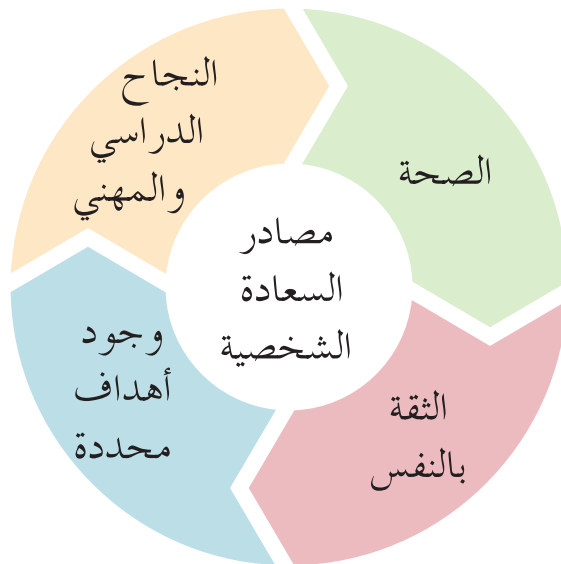 مصادر
السعادة
الشخصية
الصحة
الثقة
بالنفس
وجود
أهداف
محددة
النجاح
الدراسي
والمهني